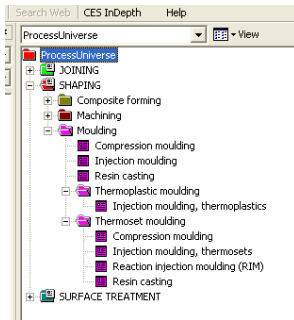 Search Web CES InDepth Help
ProcessUniverse View
ProcessUniverse
JOINING
SHAPING
Composite forming
Machining
Moulding
Compression moulding
Injection moulding
Resin casting
Thermoplastic moulding
Injection moulding, thermoplastics
Thermoset moulding
Compression moulding
Injection moulding, thermosets
Reaction injection moulding (RIM)
Resin casting
SURFACE TREATMENT